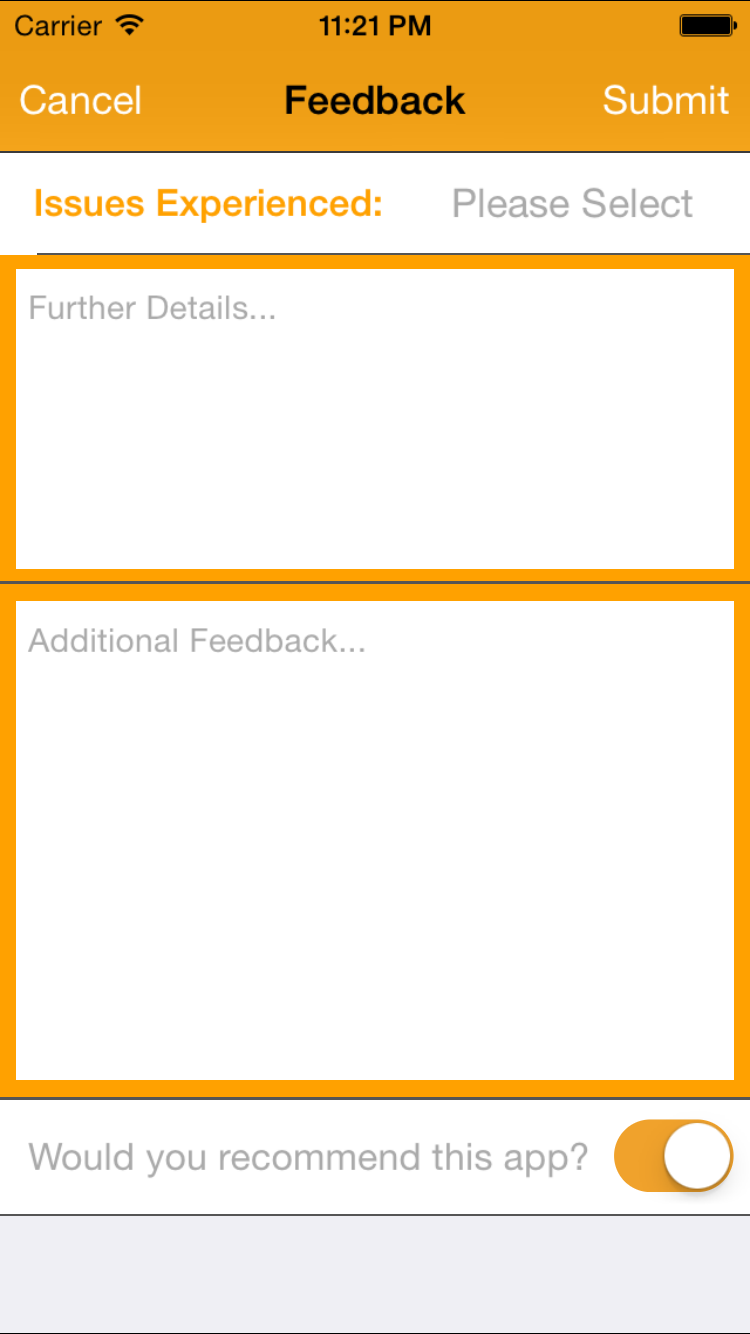 Carrier 11:21 PM
Cancel Feedback Submit
Issues Experienced: Please Select
Further Details...
Additional Feedback...
Would you recommend this app?